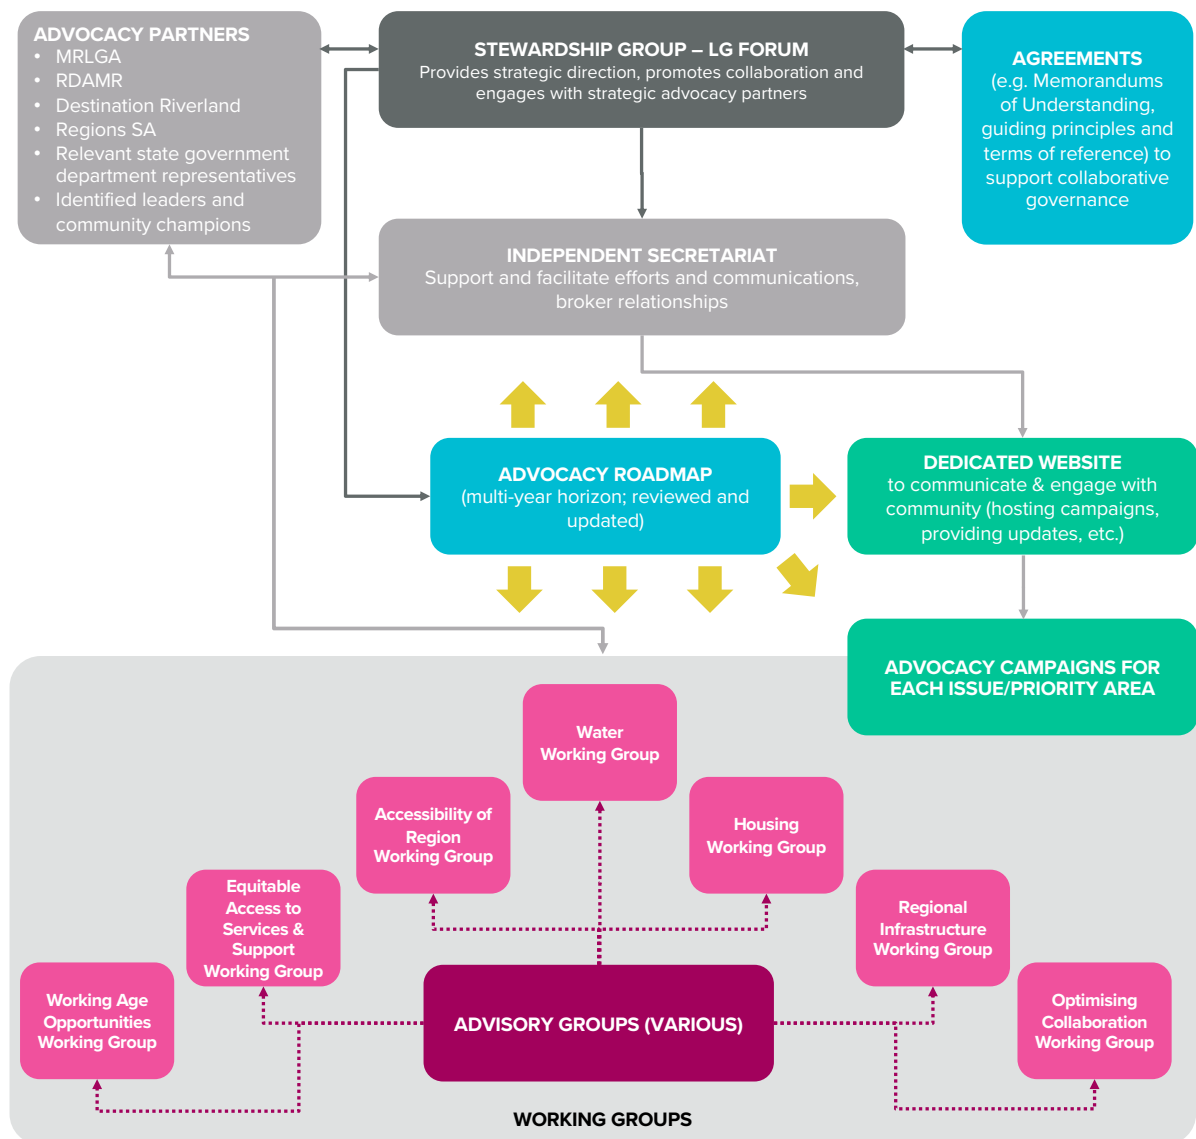 ADVOCACY PARTNERS
• MRLGA
• RDAMR
• Destination Riverland
• Regions SA
• Relevant state government
department representatives
• Identified leaders and
community champions
STEWARDSHIP GROUP – LG FORUM
Provides strategic direction, promotes collaboration and
engages with strategic advocacy partners
AGREEMENTS
(e.g. Memorandums
of Understanding,
guiding principles and
terms of reference) to
support collaborative
governance
INDEPENDENT SECRETARIAT
Support and facilitate efforts and communications,
broker relationships
ADVOCACY ROADMAP
(multi-year horizon; reviewed and
updated)
DEDICATED WEBSITE
to communicate & engage with
community (hosting campaigns,
providing updates, etc.)
ADVOCACY CAMPAIGNS FOR
EACH ISSUE/PRIORITY AREA
Water
Working Group
Accessibility of
Region
Working Group
Housing
Working Group
Equitable
Access to
Services &
Support
Working Group
Regional
Infrastructure
Working Group
Working Age
Opportunities
Working Group
ADVISORY GROUPS (VARIOUS)
Optimising
Collaboration
Working Group
WORKING GROUPS